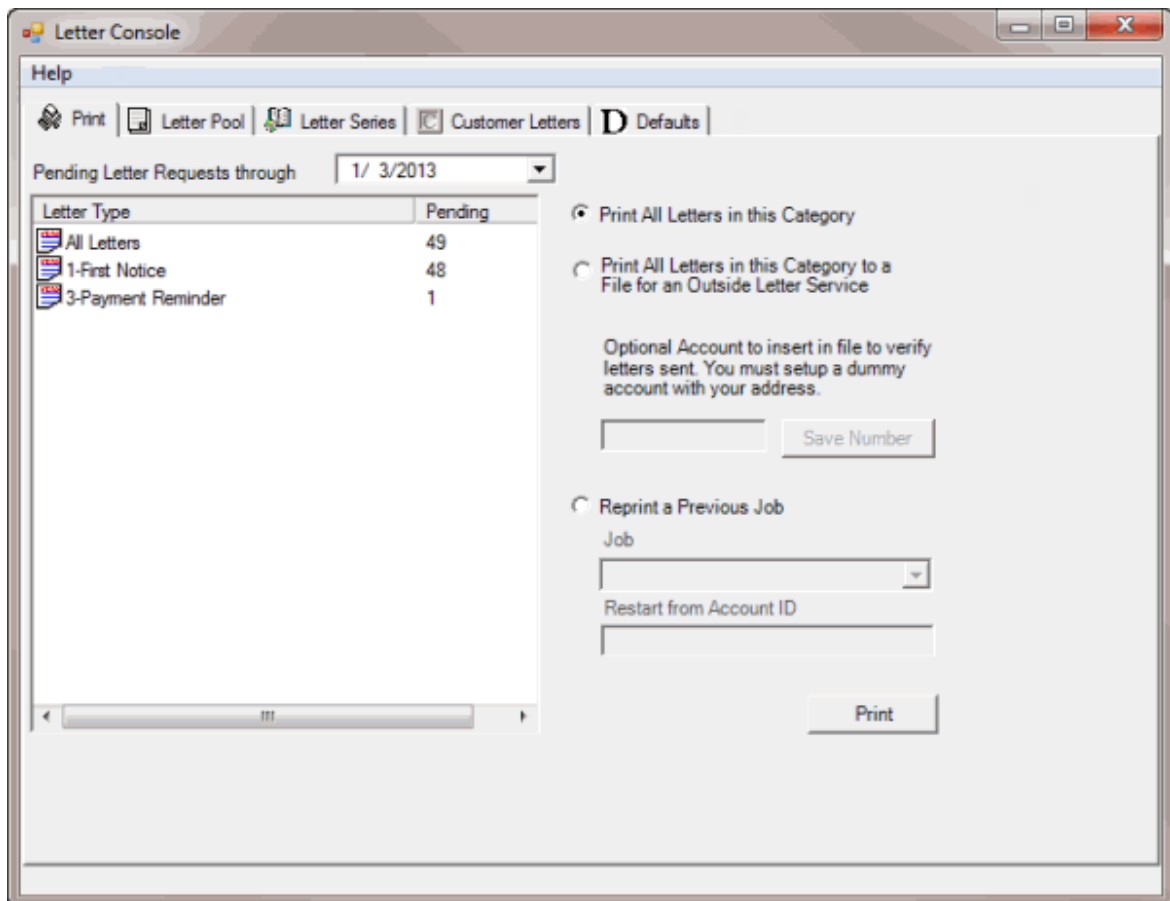 Letter Console
Help
Print
Letter Pool
Letter Series
Customer Letters
D Defaults
Pending Letter Requests through
1/ 3/2013
Letter Type Pending
All Letters 49
1-First Notice 48
3-Payment Reminder 1
Print All Letters in this Category
Print All Letters in this Category to a
File for an Outside Letter Service
Optional Account to insert in file to verify
letters sent. You must setup a dummy
account with your address.
Save Number
Reprint a Previous Job
Job
Restart from Account ID
Print